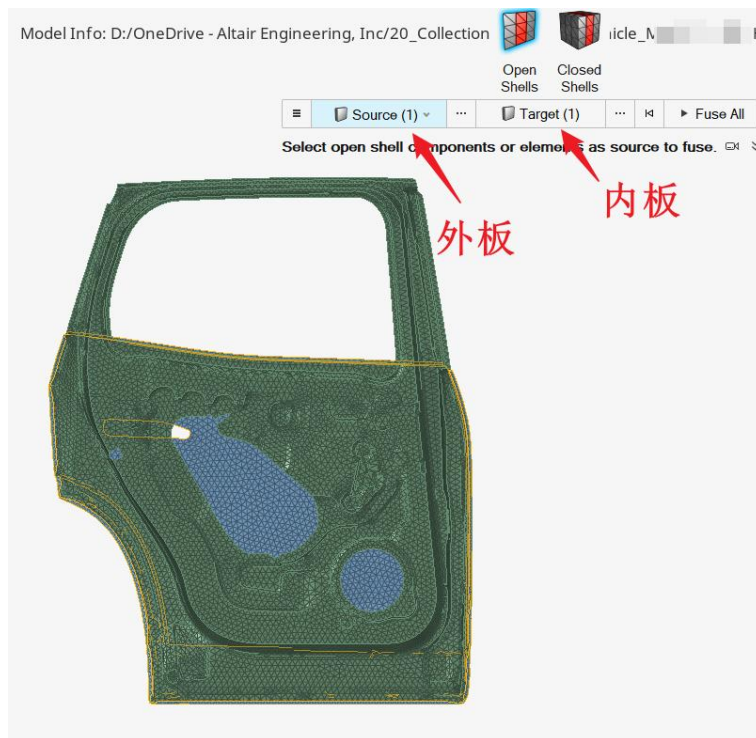 Model Info: D:/OneDrive - Altair Engineering, Inc/20_Collection
Open Shells
Closed Shells
Source (1)
Target (1)
Fuse All
Select open shell components or elements as source to fuse.
外板
内板